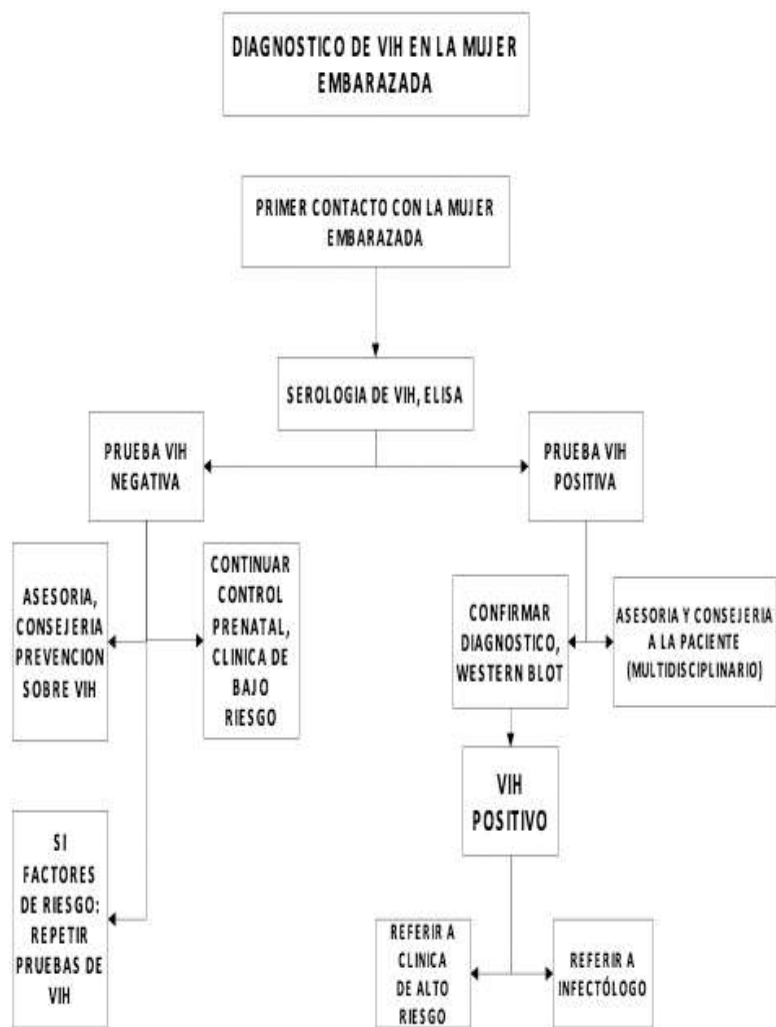 DIAGNOSTICO DE VIH EN LA MUJER
EMBARAZADA
PRIMER CONTACTO CON LA MUJER
EMBARAZADA
SEROLOGIA DE VIH, ELISA
PRUEBA VIH
NEGATIVA
PRUEBA VIH
POSITIVA
ASESORIA,
CONSEJERIA
PREVENCION
SOBRE VIH
CONTINUAR
CONTROL
PRENATAL,
CLINICA DE
BAJO
RIESGO
CONFIRMAR
DIAGNOSTICO,
WESTERN BLOT
ASESORIA Y CONSEJERIA
A LA PACIENTE
(MULTIDISCIPLINARIO)
VIH
POSITIVO
SI
FACTORES
DE RIESGO:
REPETIR
PRUEBAS DE
VIH
REFERIR A
CLINICA
DE ALTO
RIESGO
REFERIR A
INFECTÓLOGO